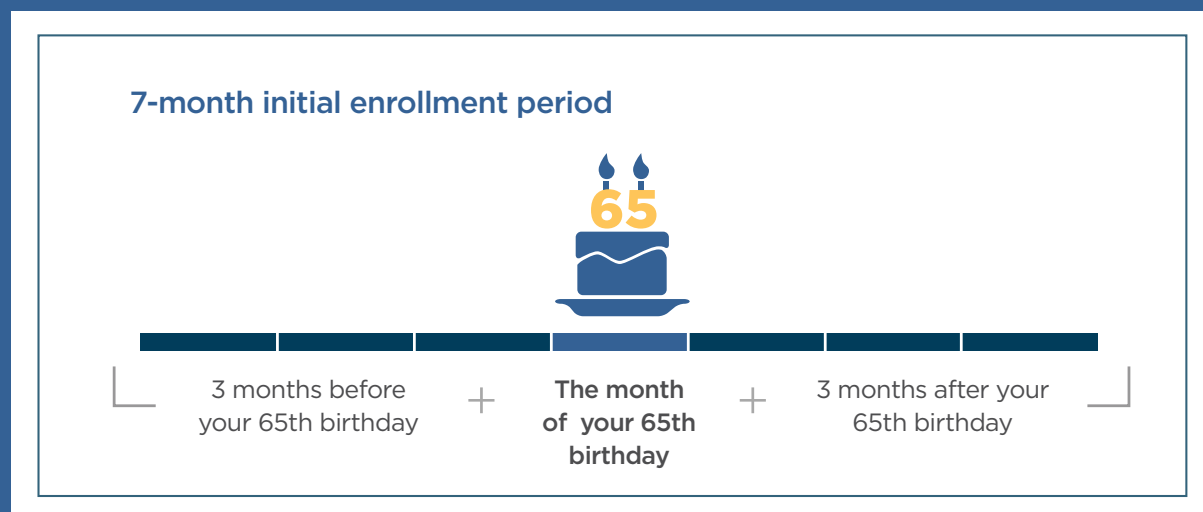 7-month initial enrollment period
65
3 months before
your 65th birthday
+
The month
of your 65th
birthday
+
3 months after your
65th birthday